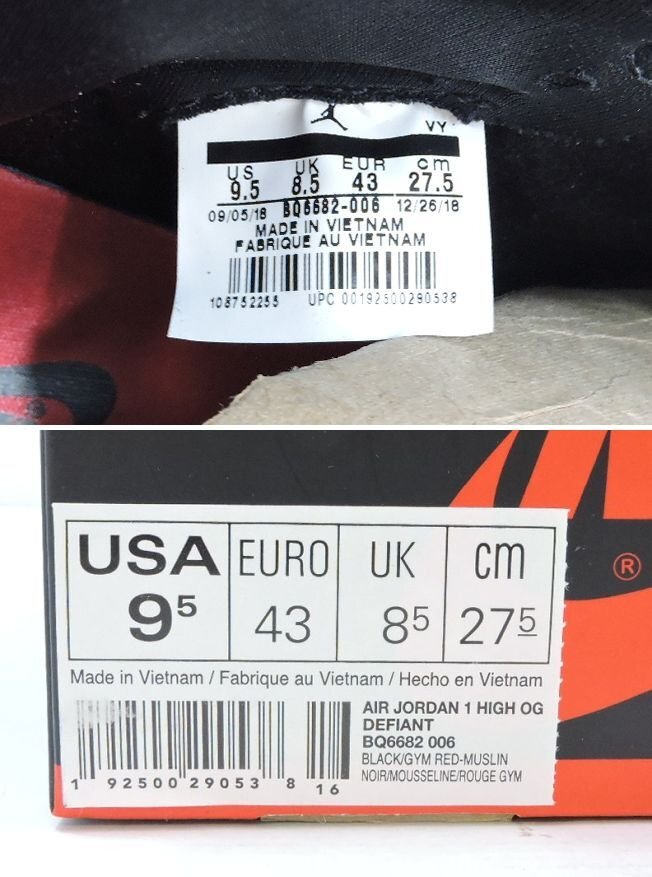 VY
US UK EUR cm
9.5 8.5 43 27.5
09/05/18 BQ6682-006 12/26/18
MADE IN VIETNAM
FABRIQUE AU VIETNAM
108752255 UPC 00192500290538
USA EURO UK cm
9⁵ 43 8⁵ 27⁵
®
Made in Vietnam / Fabrique au Vietnam / Hecho en Vietnam
AIR JORDAN 1 HIGH OG
DEFIANT
BQ6682 006
BLACK/GYM RED-MUSLIN
NOIR/MOUSSELINE/ROUGE GYM
1 92500 29053 8 16